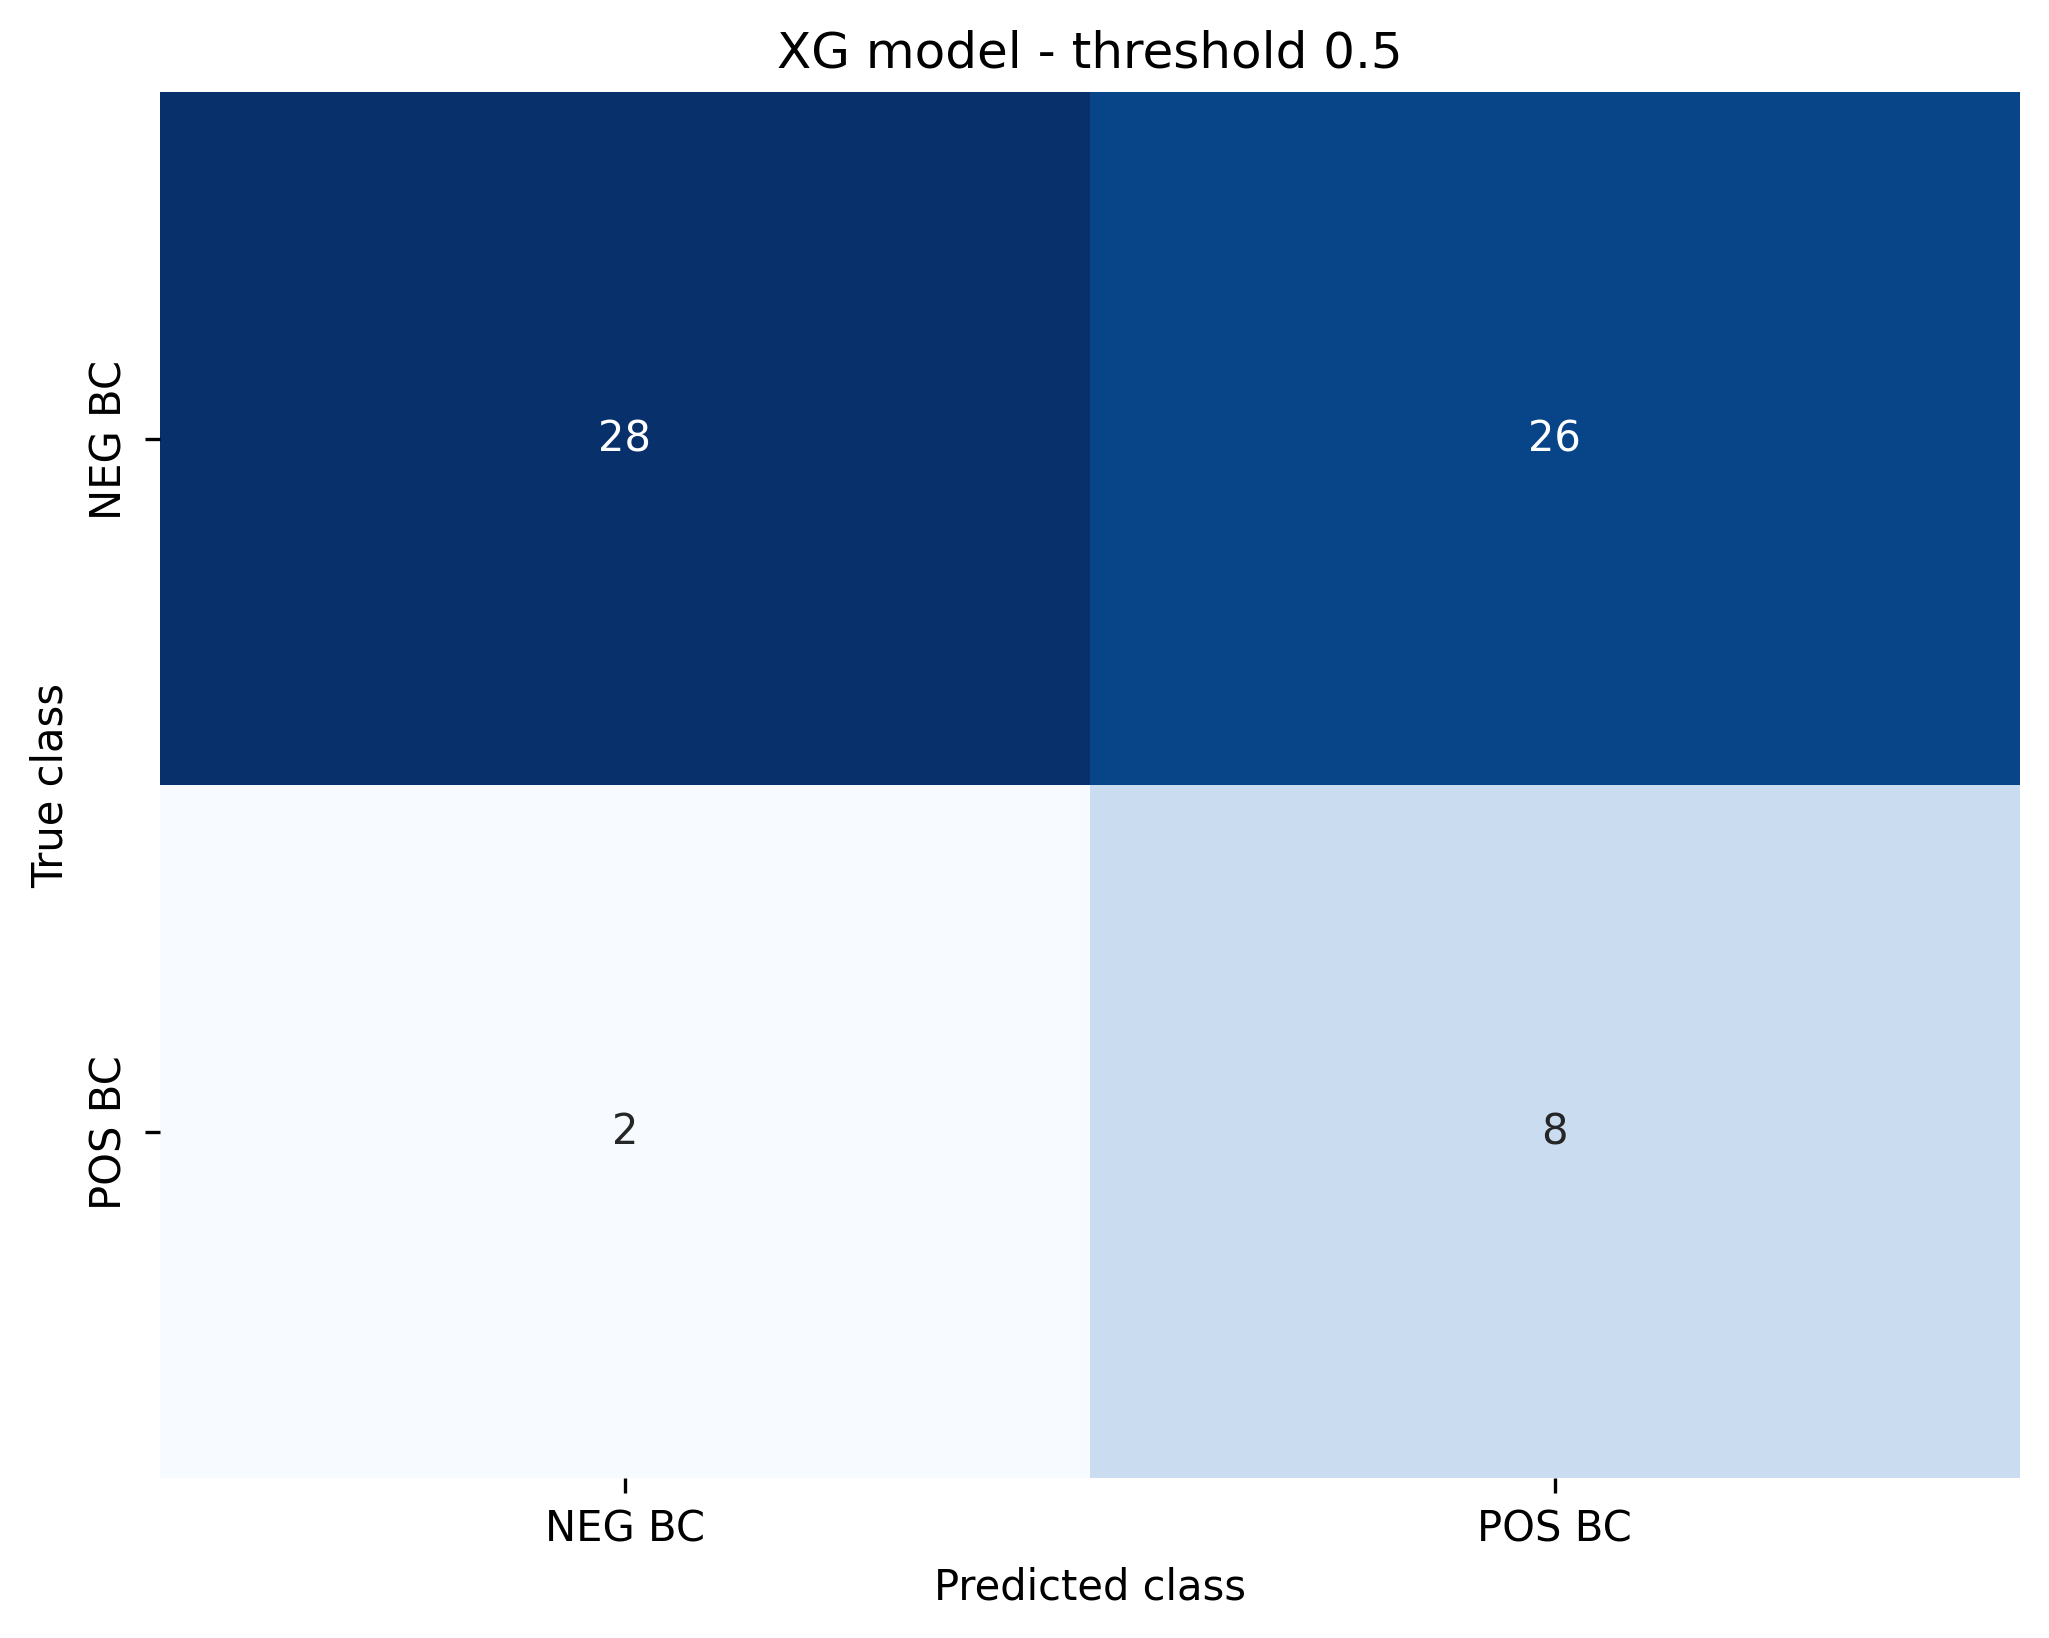 XG model - threshold 0.5
True class
NEG BC
28
26
POS BC
2
8
NEG BC
POS BC
Predicted class